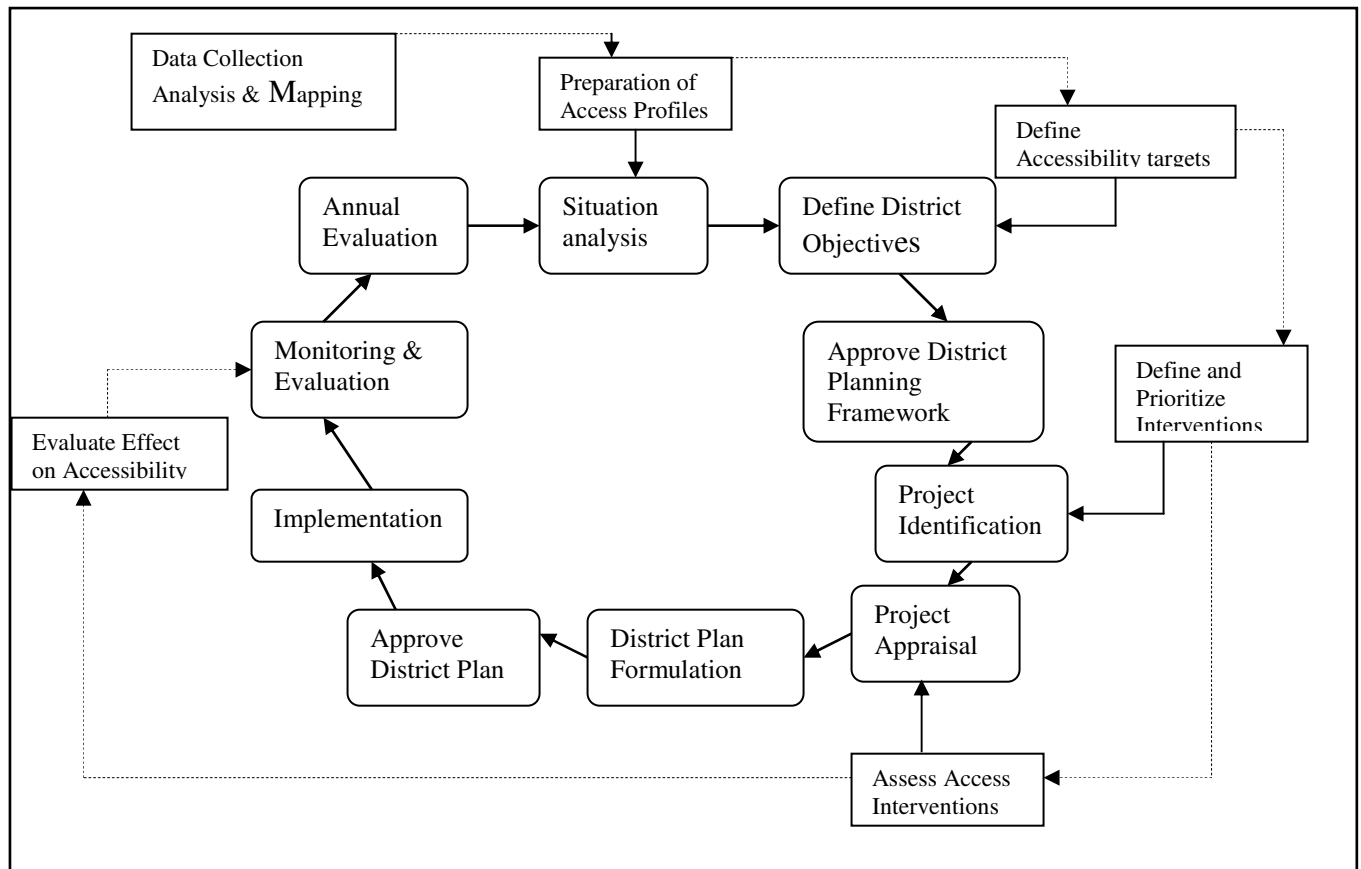 Data Collection
Analysis & Mapping
Preparation of
Access Profiles
Define
Accessibility targets
Annual
Evaluation
Situation
analysis
Define District
Objectives
Monitoring &
Evaluation
Approve District
Planning
Framework
Define and
Prioritize
Interventions
Evaluate Effect
on Accessibility
Implementation
Project
Identification
Approve
District Plan
District Plan
Formulation
Project
Appraisal
Assess Access
Interventions